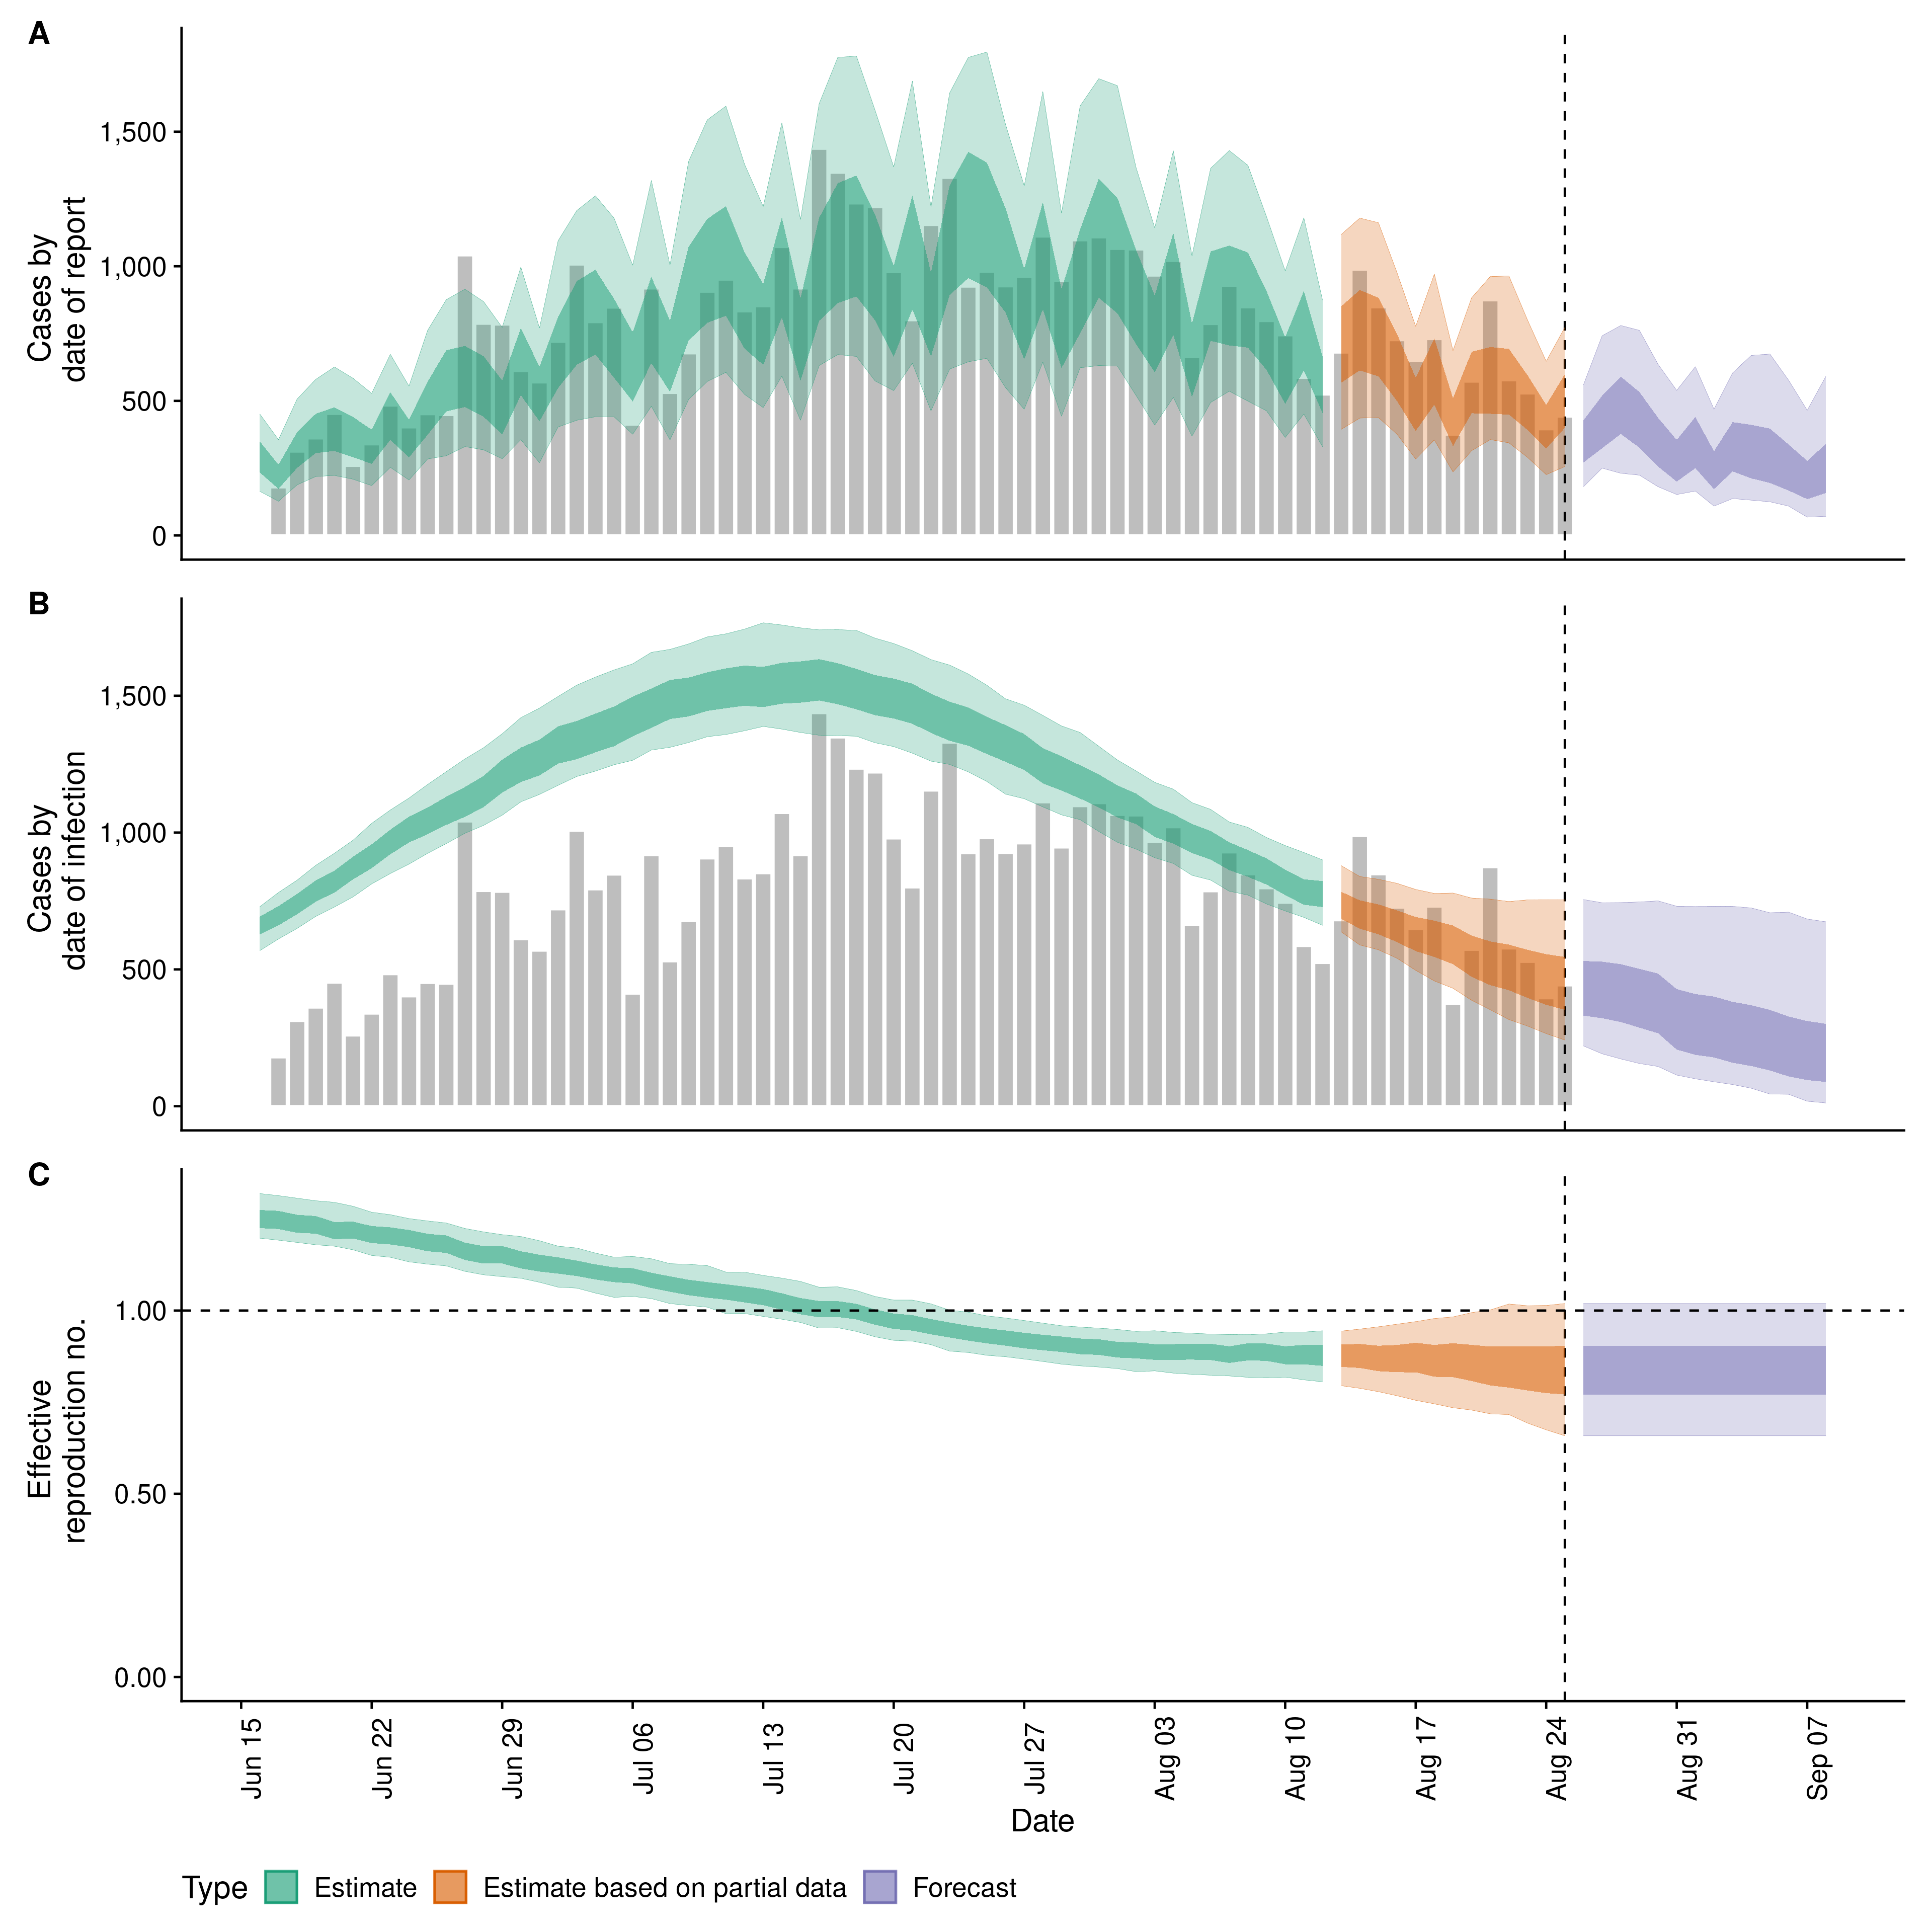 A
Cases by
date of report
1,500
1,000
500
0
B
Cases by
date of infection
1,500
1,000
500
0
C
Effective
reproduction no.
1.00
0.50
0.00
Jun 15
Jun 22
Jun 29
Jul 06
Jul 13
Jul 20
Jul 27
Aug 03
Aug 10
Aug 17
Aug 24
Aug 31
Sep 07
Date
Type
Estimate
Estimate based on partial data
Forecast